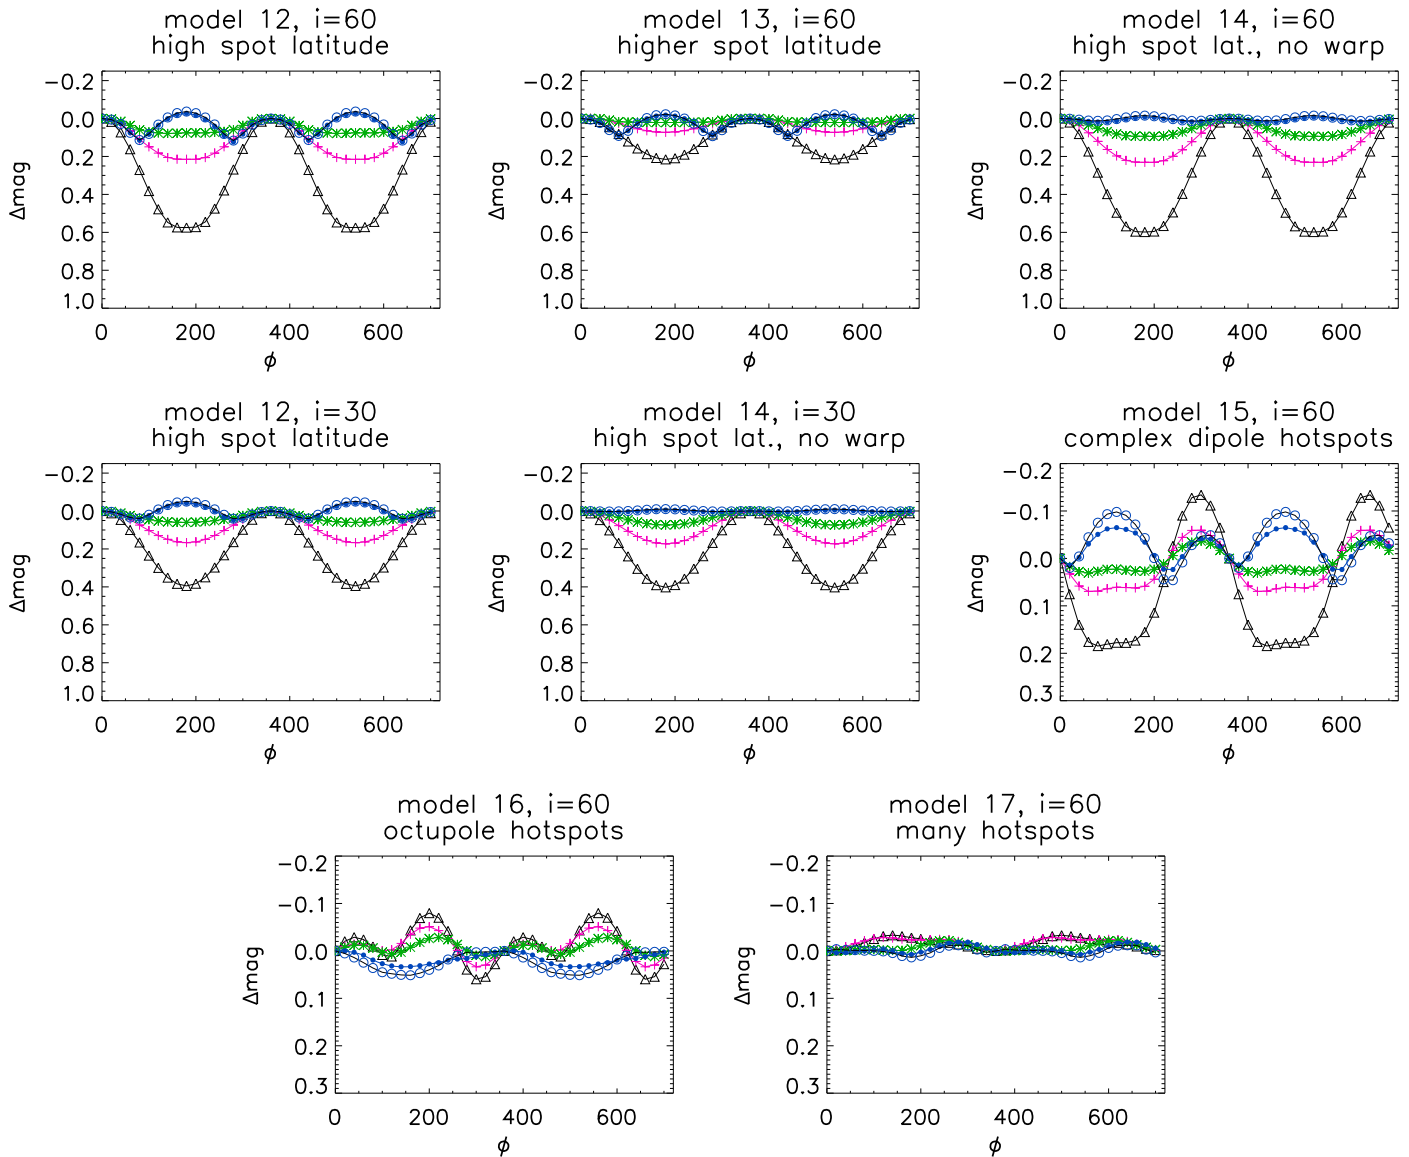 model 12, i=60
high spot latitude
−0.2
0.0
0.2
0.4
0.6
0.8
1.0
Δmag
0 200 400 600
ϕ
model 13, i=60
higher spot latitude
−0.2
0.0
0.2
0.4
0.6
0.8
1.0
Δmag
0 200 400 600
ϕ
model 14, i=60
high spot lat., no warp
−0.2
0.0
0.2
0.4
0.6
0.8
1.0
Δmag
0 200 400 600
ϕ
model 12, i=30
high spot latitude
−0.2
0.0
0.2
0.4
0.6
0.8
1.0
Δmag
0 200 400 600
ϕ
model 14, i=30
high spot lat., no warp
−0.2
0.0
0.2
0.4
0.6
0.8
1.0
Δmag
0 200 400 600
ϕ
model 15, i=60
complex dipole hotspots
−0.2
−0.1
0.0
0.1
0.2
0.3
Δmag
0 200 400 600
ϕ
model 16, i=60
octupole hotspots
−0.2
−0.1
0.0
0.1
0.2
0.3
Δmag
0 200 400 600
ϕ
model 17, i=60
many hotspots
−0.2
−0.1
0.0
0.1
0.2
0.3
Δmag
0 200 400 600
ϕ